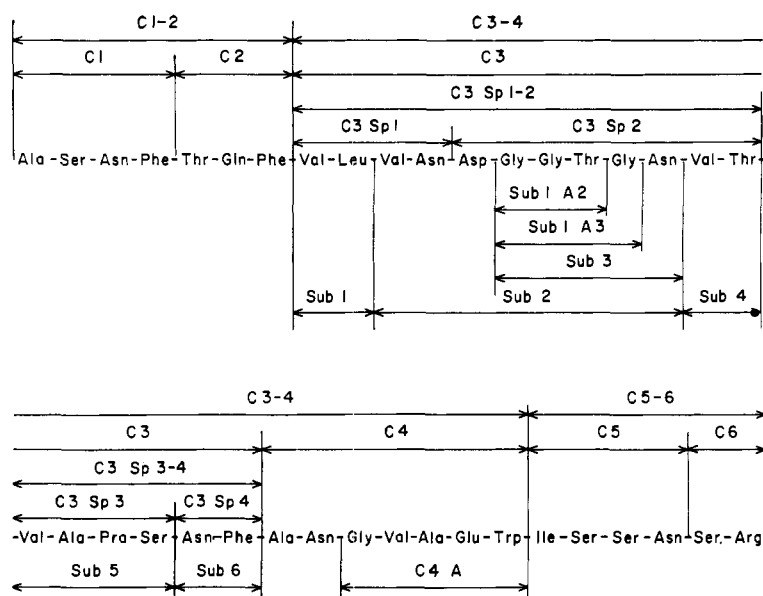 C1-2 C3-4
C1 C2 C3
C3 Sp1-2
C3 Sp1 C3 Sp2
Ala-Ser-Asn-Phe-Thr-Gln-Phe-Val-Leu-Val-Asn-Asp-Gly-Gly-Thr-Gly-Asn-Val-Thr-
Sub 1 A2
Sub 1 A3
Sub 3
Sub 1 Sub 2 Sub 4
C3-4 C5-6
C3 C4 C5 C6
C3 Sp3-4
C3 Sp3 C3 Sp4
-Val-Ala-Pra-Ser-Asn-Phe-Ala-Asn-Gly-Val-Ala-Glu-Trp-Ile-Ser-Ser-Asn-Ser.-Arg
Sub 5 Sub 6 C4 A